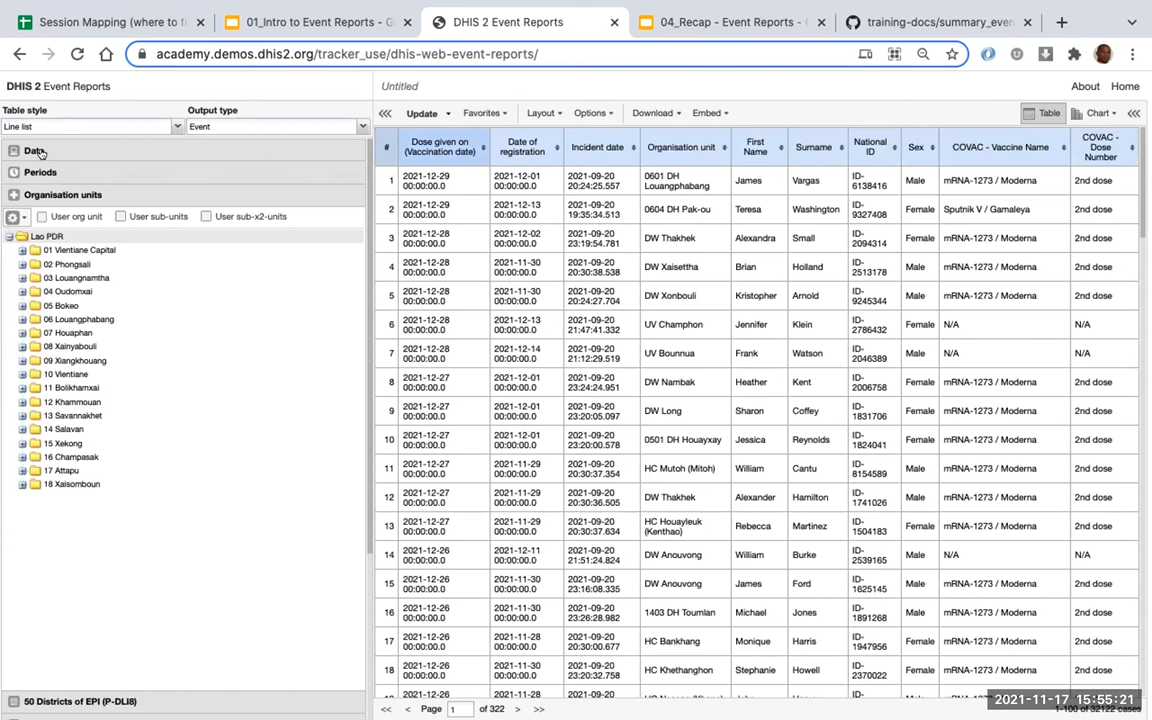 Session Mapping (where to fi
01_Intro to Event Reports - G
DHIS 2 Event Reports
04_Recap - Event Reports - G
training-docs/summary_even
academy.demos.dhis2.org/tracker_use/dhis-web-event-reports/
DHIS 2 Event Reports
Untitled
About Home
Table style
Output type
Line list
Event
Update Favorites Layout Options Download Embed
Table Chart
Data
Periods
Organisation units
User org unit User sub-units User sub-x2-units
Lao PDR
01 Vientiane Capital
02 Phongsali
03 Louangnamtha
04 Oudomxai
05 Bokeo
06 Louangphabang
07 Houaphan
08 Xainyabouli
09 Xiangkhouang
10 Vientiane
11 Bolikhamxai
12 Khammouan
13 Savannakhet
14 Salavan
15 Xekong
16 Champasak
17 Attapu
18 Xaisomboun
50 Districts of EPI (P-DLI8)
# Dose given on (Vaccination date) Date of registration Incident date Organisation unit First Name Surname National ID Sex COVAC - Vaccine Name COVAC - Dose Number
1 2021-12-29 00:00:00.0 2021-12-01 00:00:00.0 2021-09-20 20:24:25.557 0601 DH Louangphabang James Vargas ID-6138416 Male mRNA-1273 / Moderna 2nd dose
2 2021-12-29 00:00:00.0 2021-12-13 00:00:00.0 2021-09-20 19:35:34.513 0604 DH Pak-ou Teresa Washington ID-9327408 Female Sputnik V / Gamaleya 2nd dose
3 2021-12-28 00:00:00.0 2021-12-02 00:00:00.0 2021-09-20 23:19:54.781 DW Thakhek Alexandra Small ID-2094314 Female mRNA-1273 / Moderna 2nd dose
4 2021-12-28 00:00:00.0 2021-11-30 00:00:00.0 2021-09-20 20:30:38.538 DW Xaisettha Brian Holland ID-2513178 Male mRNA-1273 / Moderna 2nd dose
5 2021-12-28 00:00:00.0 2021-11-30 00:00:00.0 2021-09-20 20:24:27.704 DW Xonbouli Kristopher Arnold ID-9245344 Male mRNA-1273 / Moderna 2nd dose
6 2021-12-28 00:00:00.0 2021-12-13 00:00:00.0 2021-09-20 21:47:41.332 UV Champhon Jennifer Klein ID-2786432 Female N/A N/A
7 2021-12-28 00:00:00.0 2021-12-14 00:00:00.0 2021-09-20 21:12:29.519 UV Bounnua Frank Watson ID-2046389 Male N/A N/A
8 2021-12-27 00:00:00.0 2021-12-01 00:00:00.0 2021-09-20 23:24:24.951 DW Nambak Heather Kent ID-2006758 Female mRNA-1273 / Moderna 2nd dose
9 2021-12-27 00:00:00.0 2021-12-01 00:00:00.0 2021-09-20 23:20:05.097 DW Long Sharon Coffey ID-1831706 Female mRNA-1273 / Moderna 2nd dose
10 2021-12-27 00:00:00.0 2021-12-01 00:00:00.0 2021-09-20 23:20:00.578 0501 DH Houayxay Jessica Reynolds ID-1824041 Female mRNA-1273 / Moderna 2nd dose
11 2021-12-27 00:00:00.0 2021-11-29 00:00:00.0 2021-09-20 20:30:37.354 HC Mutoh (Mitoh) William Cantu ID-8154589 Male mRNA-1273 / Moderna 2nd dose
12 2021-12-27 00:00:00.0 2021-11-29 00:00:00.0 2021-09-20 20:30:36.505 DW Thakhek Alexander Hamilton ID-1741026 Male mRNA-1273 / Moderna 2nd dose
13 2021-12-27 00:00:00.0 2021-11-29 00:00:00.0 2021-09-20 20:30:37.634 HC Houayleuk (Kenthao) Rebecca Martinez ID-1504183 Female mRNA-1273 / Moderna 2nd dose
14 2021-12-26 00:00:00.0 2021-12-11 00:00:00.0 2021-09-20 21:51:24.824 DW Anouvong William Burke ID-2539165 Male N/A N/A
15 2021-12-26 00:00:00.0 2021-11-30 00:00:00.0 2021-09-20 23:16:08.335 DW Anouvong James Ford ID-1625145 Male mRNA-1273 / Moderna 2nd dose
16 2021-12-26 00:00:00.0 2021-11-30 00:00:00.0 2021-09-20 23:26:28.982 1403 DH Toumlan Michael Jones ID-1891268 Male mRNA-1273 / Moderna 2nd dose
17 2021-12-26 00:00:00.0 2021-11-28 00:00:00.0 2021-09-20 20:30:00.677 HC Bankhang Monique Harris ID-1947956 Female mRNA-1273 / Moderna 2nd dose
18 2021-12-26 00:00:00.0 2021-11-30 00:00:00.0 2021-09-20 23:20:32.758 HC Khethanghon Stephanie Howell ID-2370022 Female mRNA-1273 / Moderna 2nd dose
<< < Page 1 of 322 > >>
2021-11-17 15:55:21
1-100 of 32122 cases